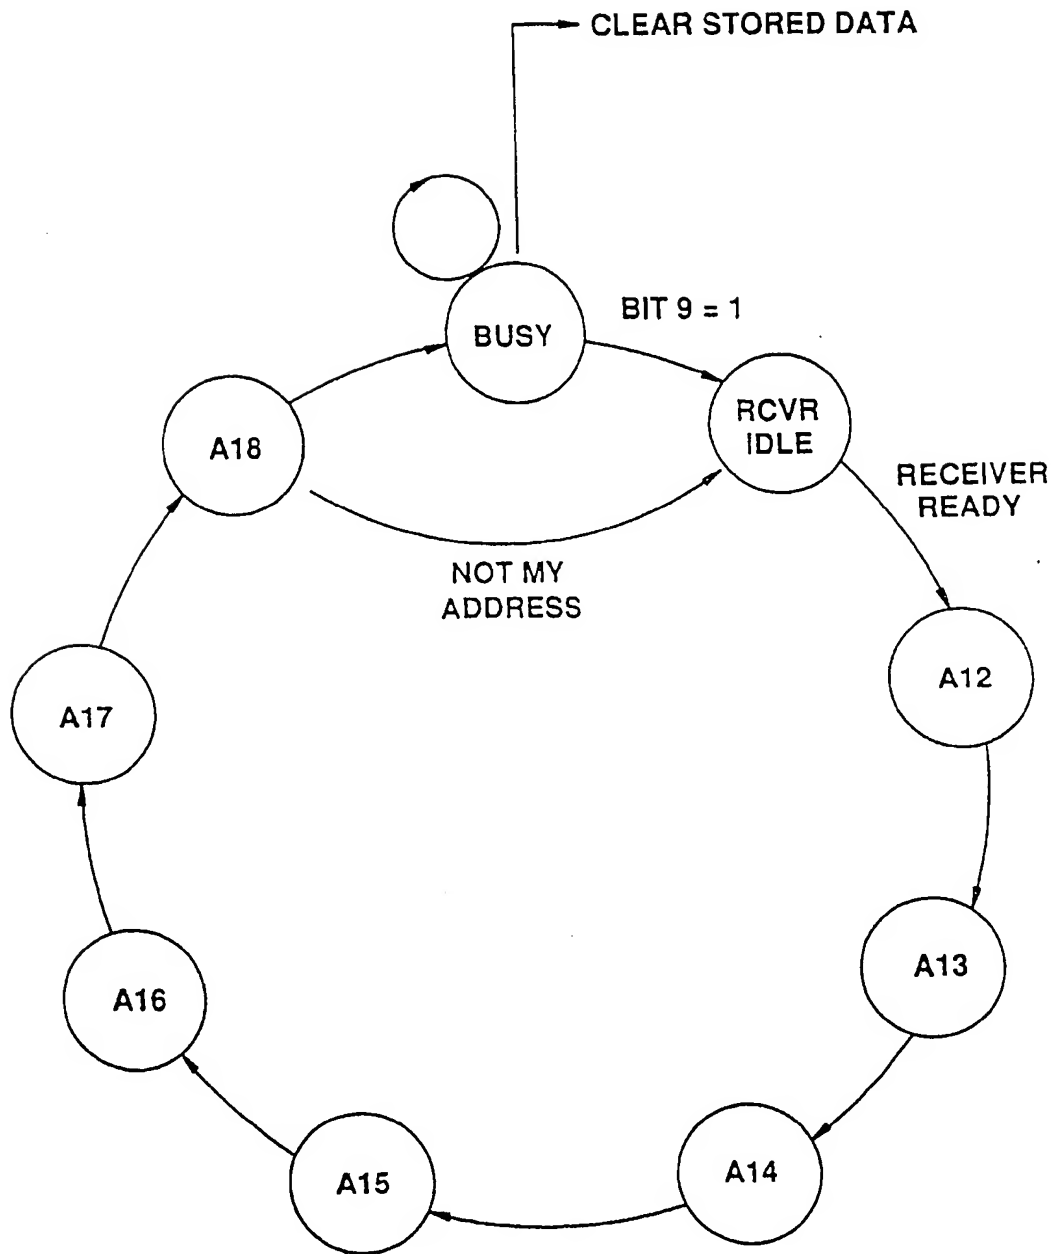 CLEAR STORED DATA
BUSY
BIT 9 = 1
RCVR
IDLE
A18
RECEIVER
READY
NOT MY
ADDRESS
A12
A17
A13
A16
A14
A15